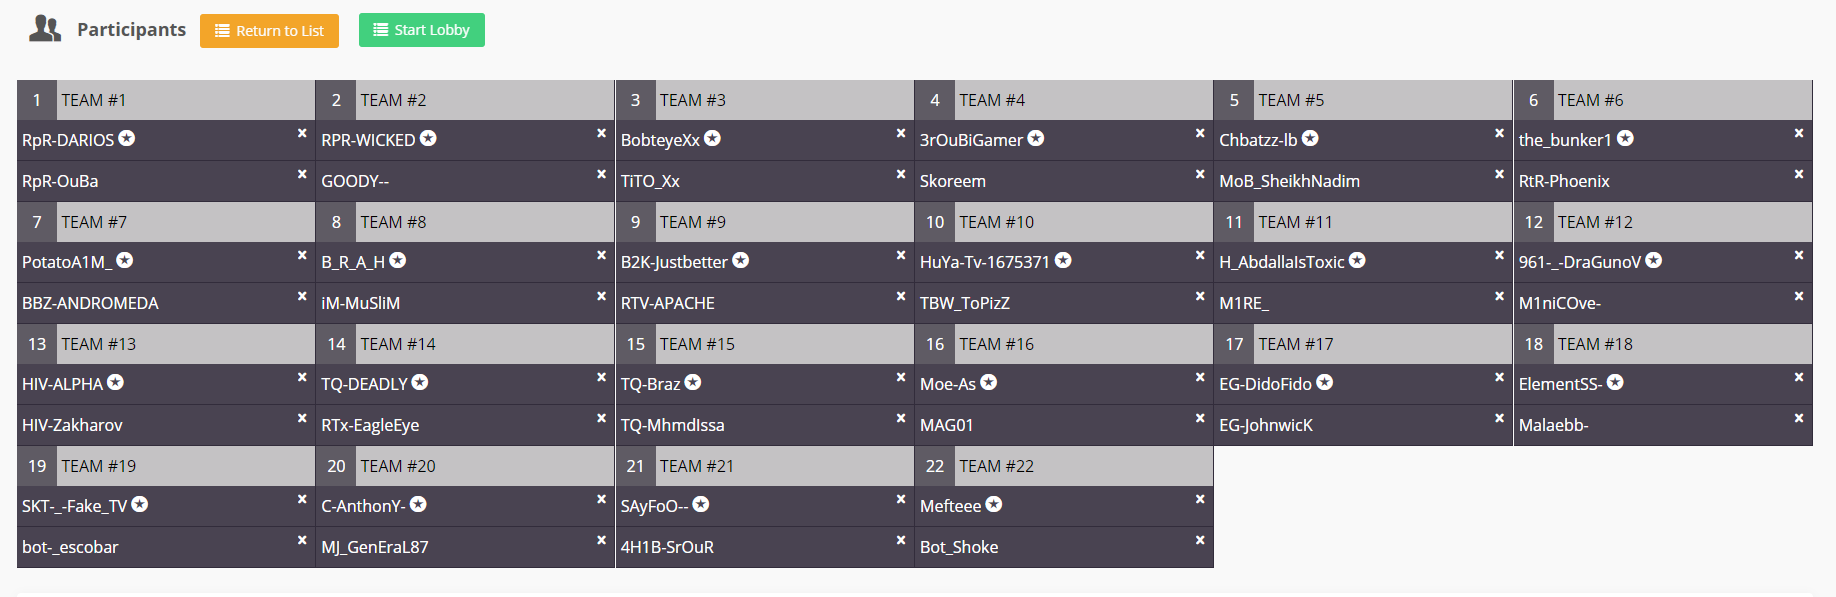 Participants Return to List Start Lobby
1 TEAM #1 2 TEAM #2 3 TEAM #3 4 TEAM #4 5 TEAM #5 6 TEAM #6
RpR-DARIOS RPR-WICKED BobteyeXx 3rOuBiGamer Chbatzz-lb the_bunker1
RpR-OuBa GOODY-- TiTO_Xx Skoreem MoB_SheikhNadim RtR-Phoenix
7 TEAM #7 8 TEAM #8 9 TEAM #9 10 TEAM #10 11 TEAM #11 12 TEAM #12
PotatoA1M_ B_R_A_H B2K-Justbetter HuYa-Tv-1675371 H_AbdallaIsToxic 961-_-DraGunoV
BBZ-ANDROMEDA iM-MuSliM RTV-APACHE TBW_ToPizZ M1RE_ M1niCOve-
13 TEAM #13 14 TEAM #14 15 TEAM #15 16 TEAM #16 17 TEAM #17 18 TEAM #18
HIV-ALPHA TQ-DEADLY TQ-Braz Moe-As EG-DidoFido ElementSS-
HIV-Zakharov RTx-EagleEye TQ-MhmdIssa MAG01 EG-JohnwicK Malaebb-
19 TEAM #19 20 TEAM #20 21 TEAM #21 22 TEAM #22
SKT-_-Fake_TV C-AnthonY- SAyFoO-- Mefteee
bot-_escobar MJ_GenEraL87 4H1B-SrOuR Bot_Shoke